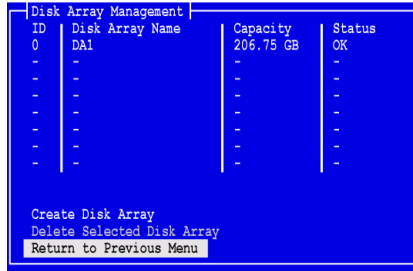 Disk Array Management
ID Disk Array Name Capacity Status
0 DA1 206.75 GB OK
- - - -
- - - -
- - - -
- - - -
- - - -
- - - -
- - - -
Create Disk Array
Delete Selected Disk Array
Return to Previous Menu